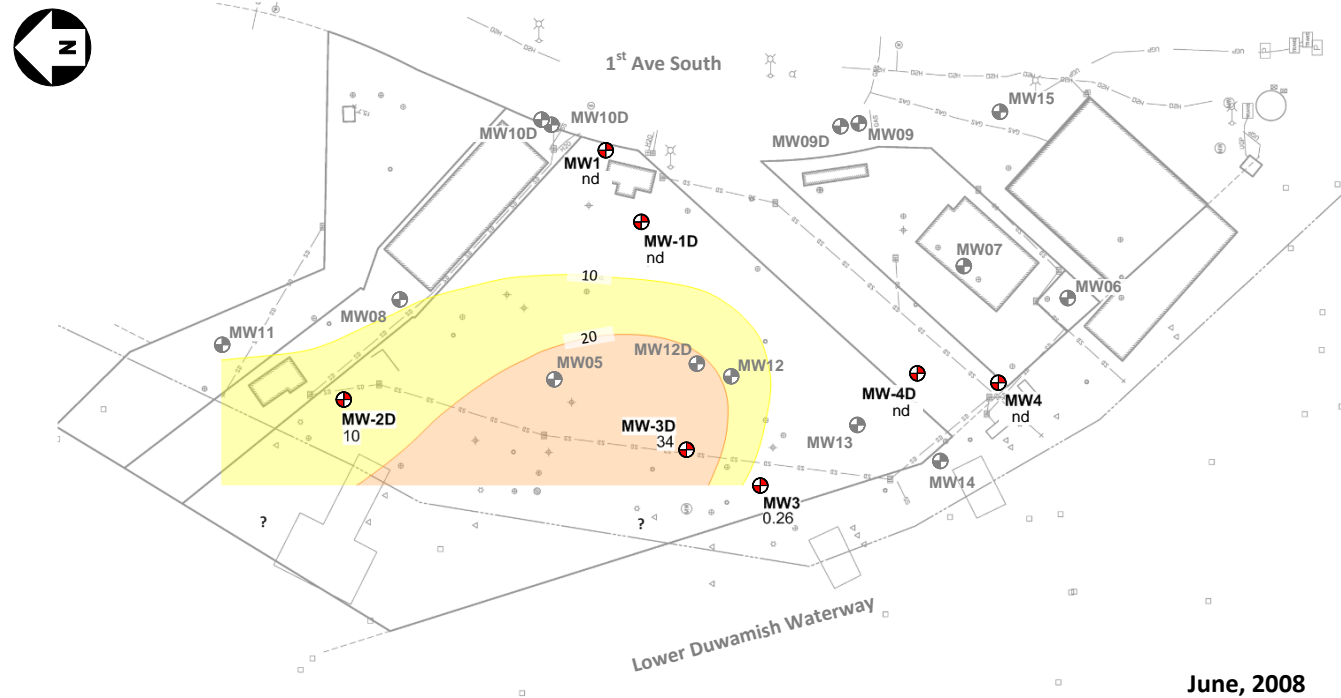 N
1st Ave South
MW10D
MW10D
MW1
nd
MW09D
MW09
MW15
MW-1D
nd
MW07
MW06
10
MW08
MW11
20
MW05
MW12D
MW12
MW-2D
10
MW-3D
34
MW-4D
nd
MW4
nd
MW13
MW14
MW3
0.26
?
?
Lower Duwamish Waterway
June, 2008